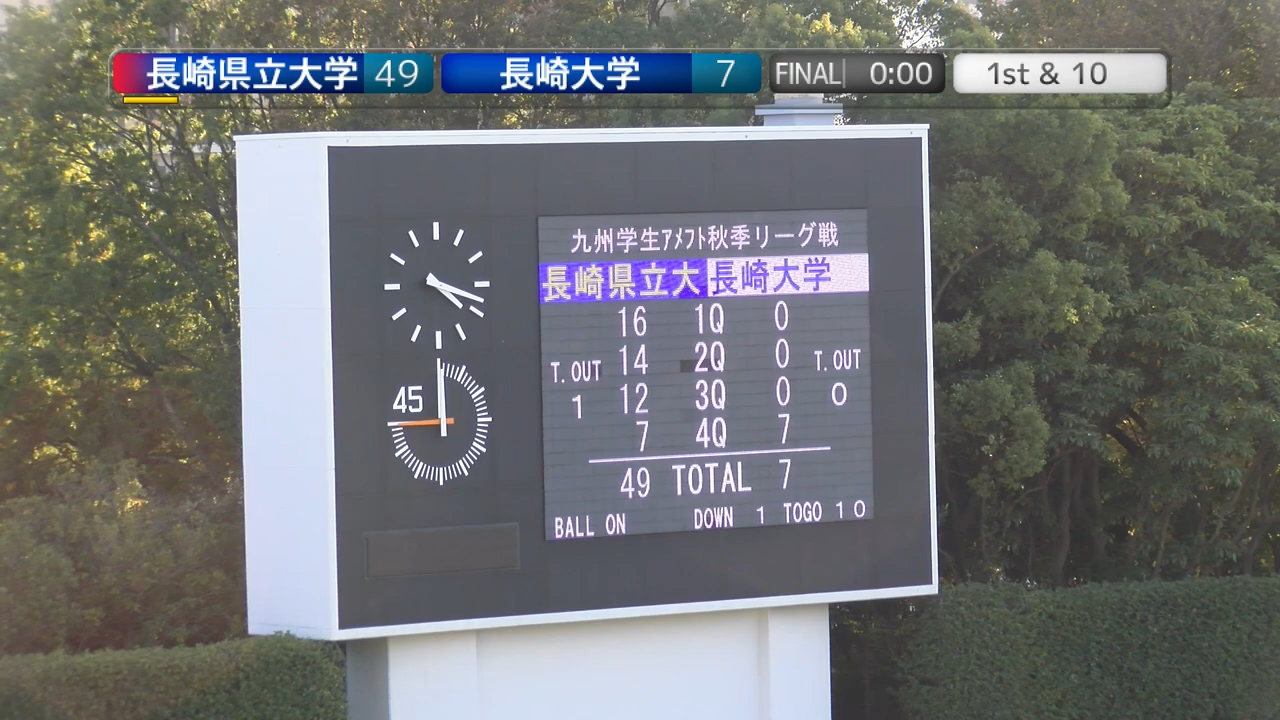 長崎県立大学 49 長崎大学 7 FINAL 0:00 1st & 10
九州学生ｱﾒﾌﾄ秋季リーグ戦
長崎県立大 長崎大学
16 1Q 0
T.OUT 14 2Q 0 T.OUT
1 12 3Q 0 0
7 4Q 7
49 TOTAL 7
BALL ON DOWN 1 TOGO 10
45